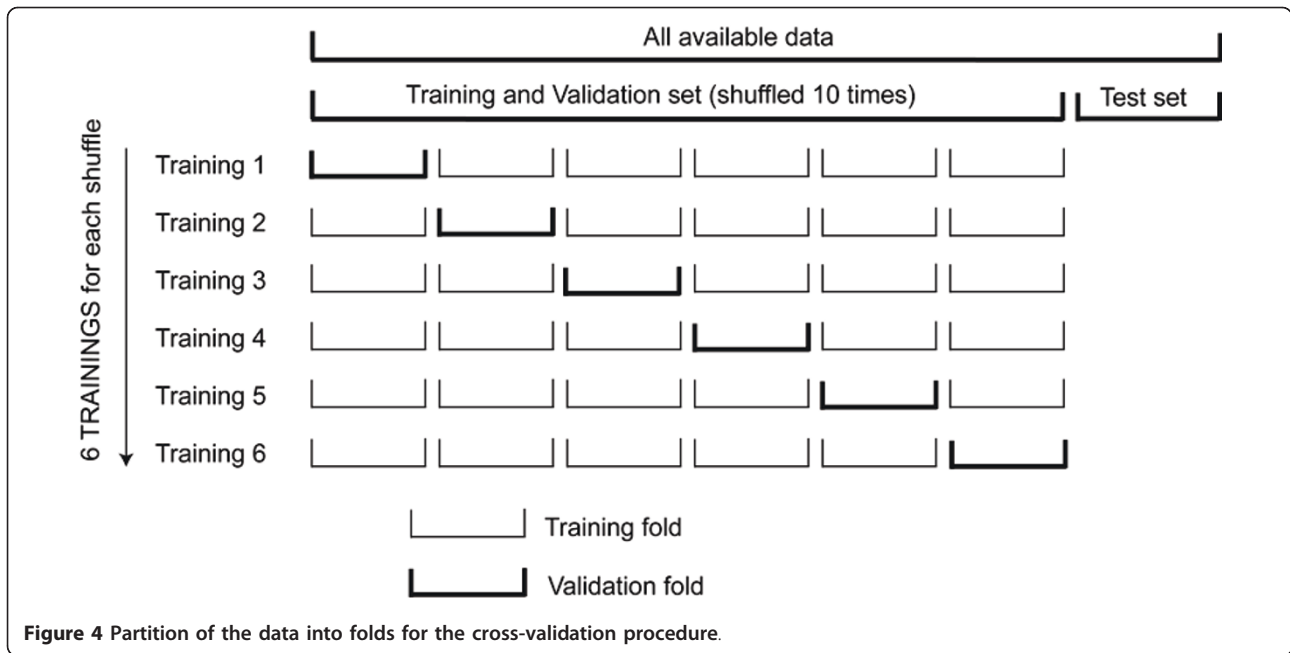 All available data
Training and Validation set (shuffled 10 times)
Test set
6 TRAININGS for each shuffle
Training 1
Training 2
Training 3
Training 4
Training 5
Training 6
Training fold
Validation fold
Figure 4 Partition of the data into folds for the cross-validation procedure.